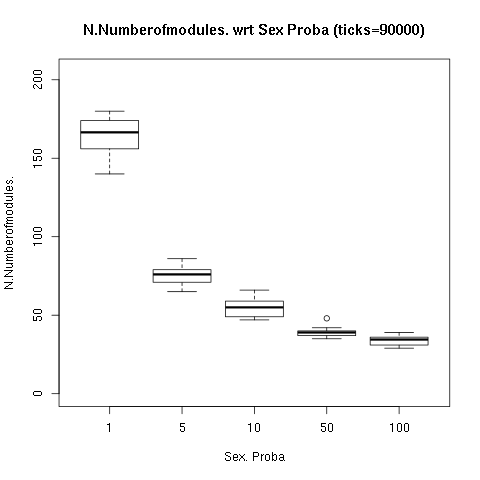 N.Numberofmodules. wrt Sex Proba (ticks=90000)
N.Numberofmodules.
200
150
100
50
0
1 5 10 50 100
Sex. Proba